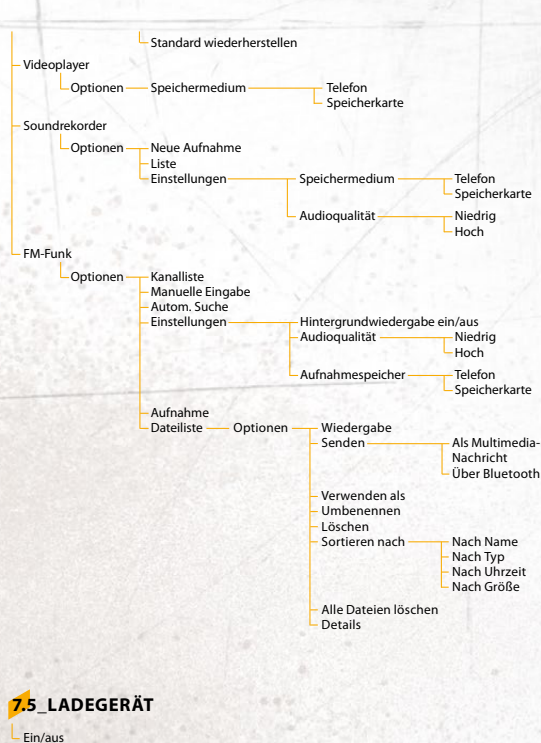 Standard wiederherstellen
Videoplayer
Optionen Speichermedium Telefon
Speicherkarte
Soundrekorder
Optionen Neue Aufnahme
Liste
Einstellungen Speichermedium Telefon
Speicherkarte
Audioqualität Niedrig
Hoch
FM-Funk
Optionen Kanalliste
Manuelle Eingabe
Autom. Suche
Einstellungen Hintergrundwiedergabe ein/aus
Audioqualität Niedrig
Hoch
Aufnahmespeicher Telefon
Speicherkarte
Aufnahme
Dateiliste Optionen Wiedergabe
Senden Als Multimedia-
Nachricht
Über Bluetooth
Verwenden als
Umbenennen
Löschen
Sortieren nach Nach Name
Nach Typ
Nach Uhrzeit
Nach Größe
Alle Dateien löschen
Details
7.5_LADEGERÄT
Ein/aus